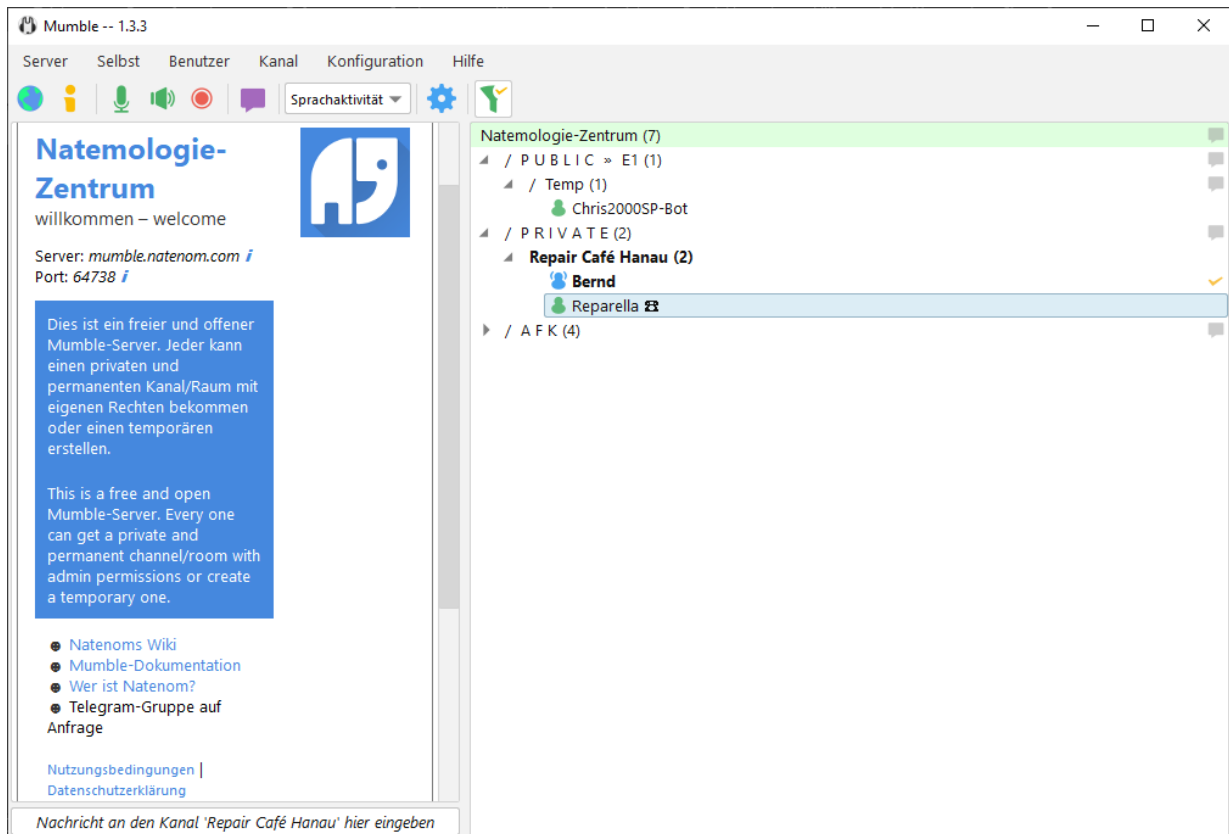 Mumble -- 1.3.3
Server Selbst Benutzer Kanal Konfiguration Hilfe
Sprachaktivität
Natemologie-
Zentrum
willkommen – welcome
Server: mumble.natenom.com i
Port: 64738 i
Dies ist ein freier und offener
Mumble-Server. Jeder kann
einen privaten und
permanenten Kanal/Raum mit
eigenen Rechten bekommen
oder einen temporären
erstellen.
This is a free and open
Mumble-Server. Every one
can get a private and
permanent channel/room with
admin permissions or create
a temporary one.
☻ Natenoms Wiki
☻ Mumble-Dokumentation
☻ Wer ist Natenom?
☻ Telegram-Gruppe auf
Anfrage
Nutzungsbedingungen |
Datenschutzerklärung
Nachricht an den Kanal 'Repair Café Hanau' hier eingeben
Natemologie-Zentrum (7)
/ P U B L I C » E1 (1)
/ Temp (1)
Chris2000SP-Bot
/ P R I V A T E (2)
Repair Café Hanau (2)
Bernd
Reparella ☎
/ A F K (4)